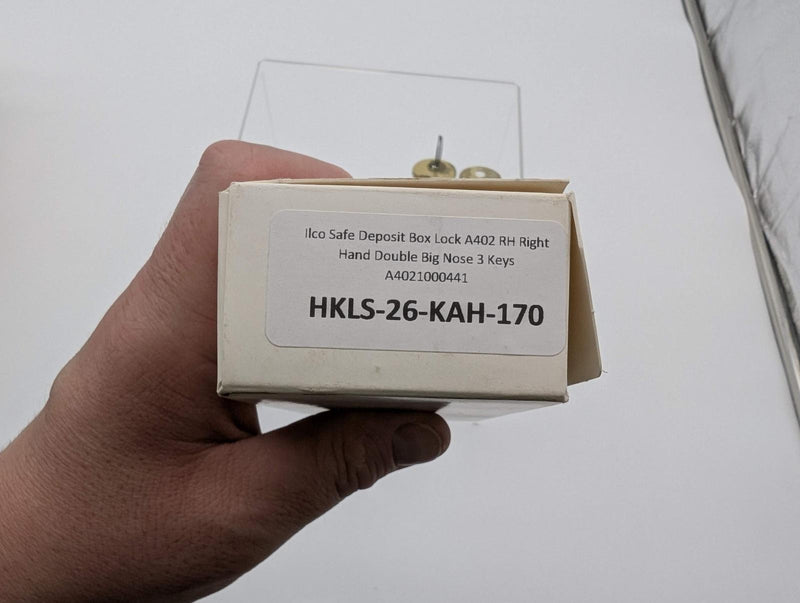 Ilco Safe Deposit Box Lock A402 RH Right
Hand Double Big Nose 3 Keys
A4021000441
HKLS-26-KAH-170